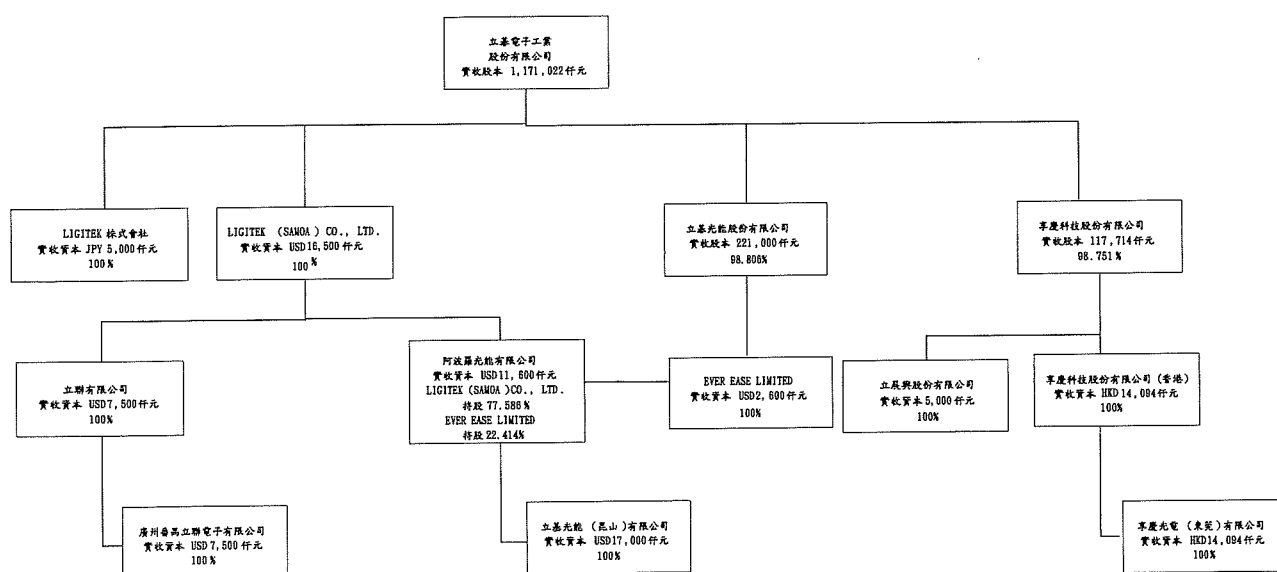 立基電子工業
股份有限公司
實收股本 1,171,022仟元
LIGITEK 株式會社
實收資本 JPY 5,000仟元
100%
LIGITEK (SAMOA) CO., LTD.
實收資本 USD16,500仟元
100%
立基光能股份有限公司
實收股本 221,000仟元
98.806%
享慶科技股份有限公司
實收股本 117,714仟元
98.751%
立聯有限公司
實收資本 USD7,500仟元
100%
阿波羅光能有限公司
實收資本 USD11,600仟元
LIGITEK (SAMOA)CO., LTD.
持股 77.586%
EVER EASE LIMITED
持股 22.414%
EVER EASE LIMITED
實收資本 USD2,600仟元
100%
立晨興股份有限公司
實收資本 5,000仟元
100%
享慶科技股份有限公司(香港)
實收資本 HKD14,094仟元
100%
廣州番禺立聯電子有限公司
實收資本 USD7,500仟元
100%
立基光能(昆山)有限公司
實收資本 USD17,000仟元
100%
享慶光電(東莞)有限公司
實收資本 HKD14,094仟元
100%